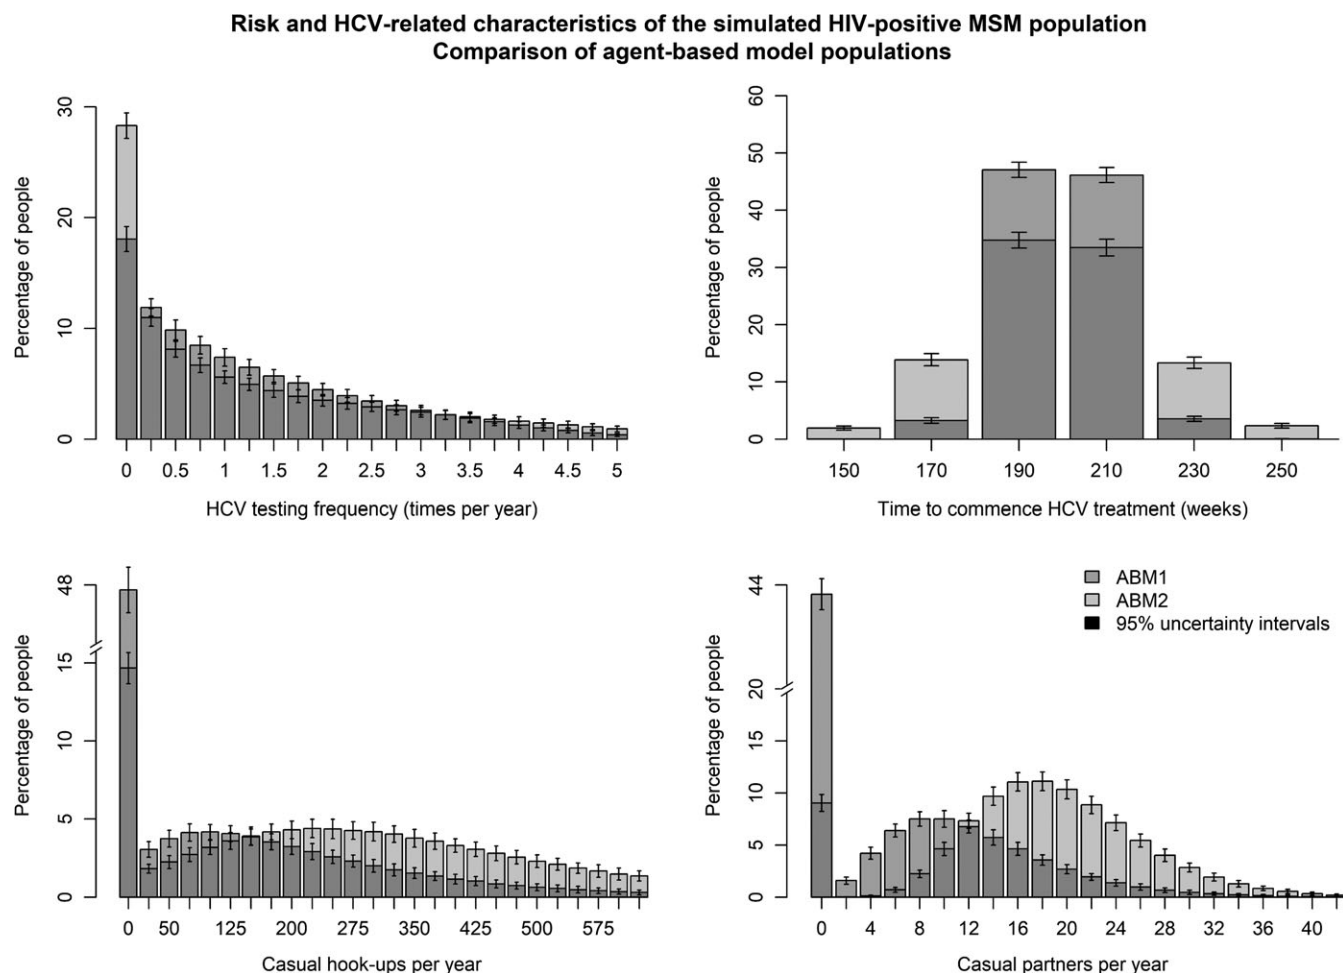 Risk and HCV-related characteristics of the simulated HIV-positive MSM population
Comparison of agent-based model populations
Percentage of people
30
20
10
0
0 0.5 1 1.5 2 2.5 3 3.5 4 4.5 5
HCV testing frequency (times per year)
Percentage of people
60
50
40
30
20
10
0
150 170 190 210 230 250
Time to commence HCV treatment (weeks)
Percentage of people
48
15
10
5
0
0 50 125 200 275 350 425 500 575
Casual hook-ups per year
Percentage of people
44
20
15
10
5
0
0 4 8 12 16 20 24 28 32 36 40
Casual partners per year
ABM1
ABM2
95% uncertainty intervals